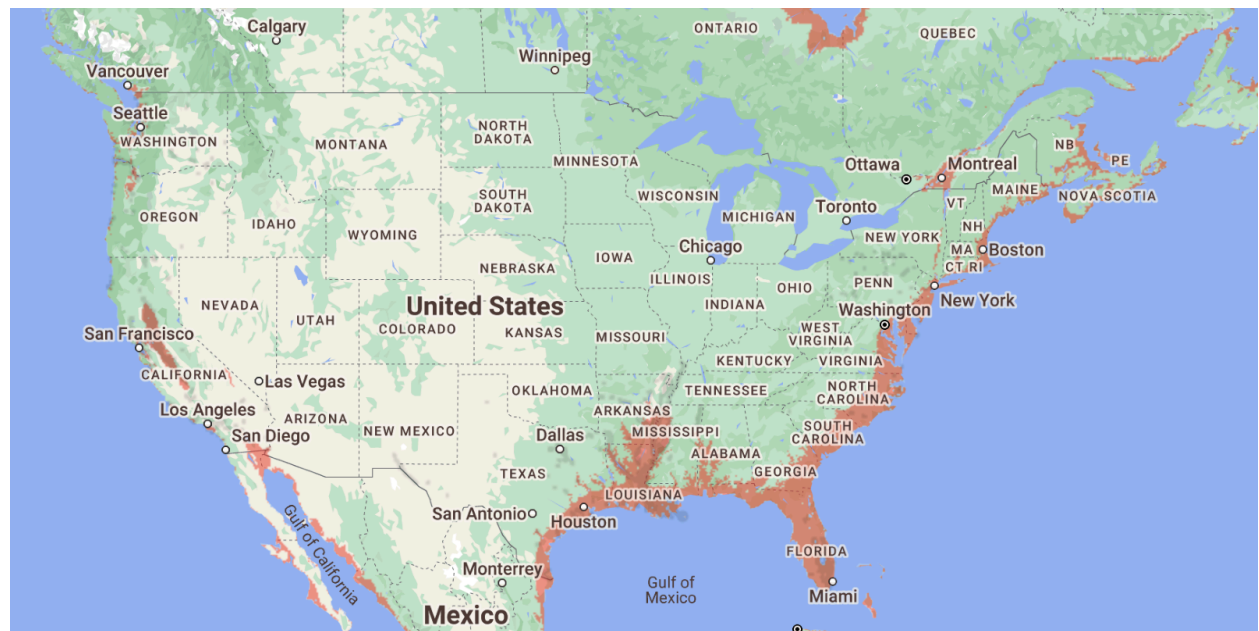 Calgary
ONTARIO
QUEBEC
Winnipeg
Vancouver
Seattle
WASHINGTON
MONTANA
NORTH
DAKOTA
MINNESOTA
Ottawa
Montreal
NB
PE
MAINE
NOVA SCOTIA
OREGON
IDAHO
SOUTH
DAKOTA
WISCONSIN
MICHIGAN
Toronto
VT
NH
WYOMING
NEW YORK
MA
Boston
Chicago
IOWA
NEBRASKA
ILLINOIS
CT RI
OHIO
PENN
NEVADA
United States
INDIANA
New York
UTAH
COLORADO
KANSAS
MISSOURI
Washington
WEST
VIRGINIA
San Francisco
KENTUCKY
VIRGINIA
CALIFORNIA
Las Vegas
OKLAHOMA
TENNESSEE
NORTH
CAROLINA
Los Angeles
ARIZONA
NEW MEXICO
ARKANSAS
MISSISSIPPI
SOUTH
CAROLINA
San Diego
Dallas
ALABAMA
TEXAS
GEORGIA
LOUISIANA
San Antonio
Houston
Gulf of California
FLORIDA
Monterrey
Gulf of
Mexico
Miami
Mexico